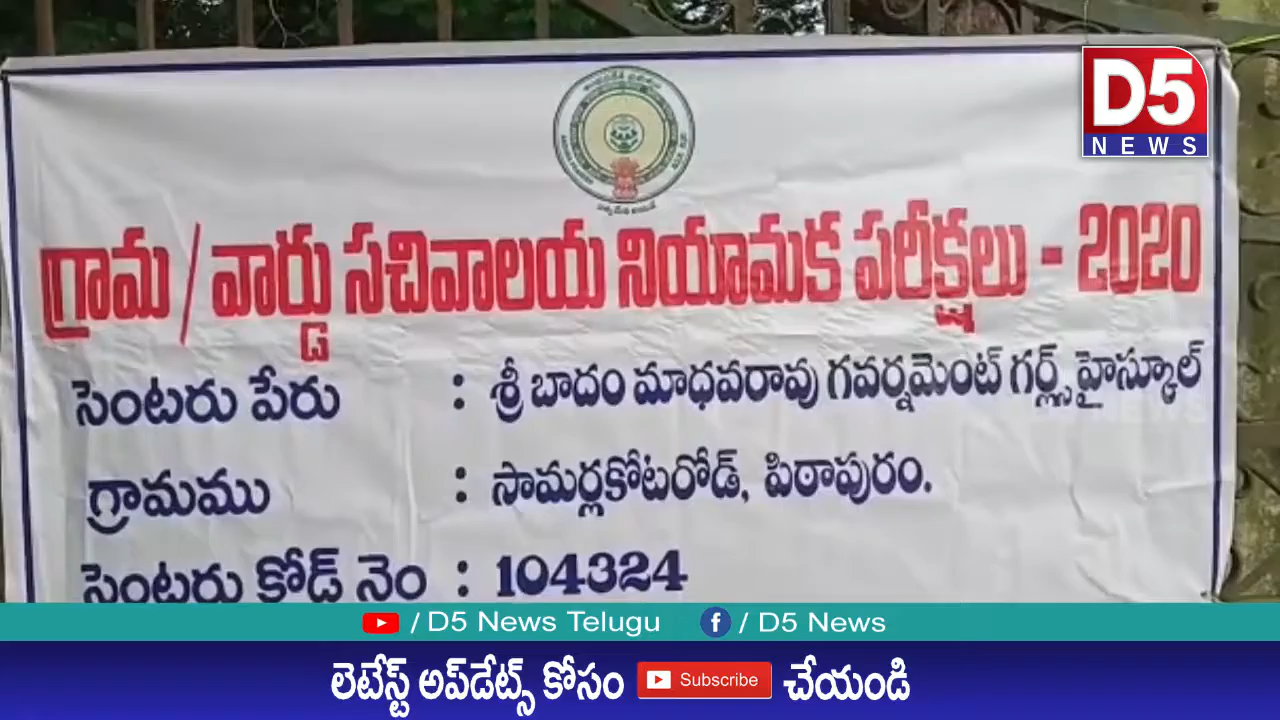 D5
NEWS
గ్రామ / వార్డు సచివాలయ నియామక పరీక్షలు - 2020
సెంటరు పేరు : శ్రీ బాదం మాధవరావు గవర్నమెంట్ గర్ల్స్ హైస్కూల్
గ్రామము : సామర్లకోటరోడ్, పిఠాపురం.
సెంటరు కోడ్ నెం : 104324
/ D5 News Telugu / D5 News
లెటేస్ట్ అప్‌డేట్స్ కోసం Subscribe చేయండి